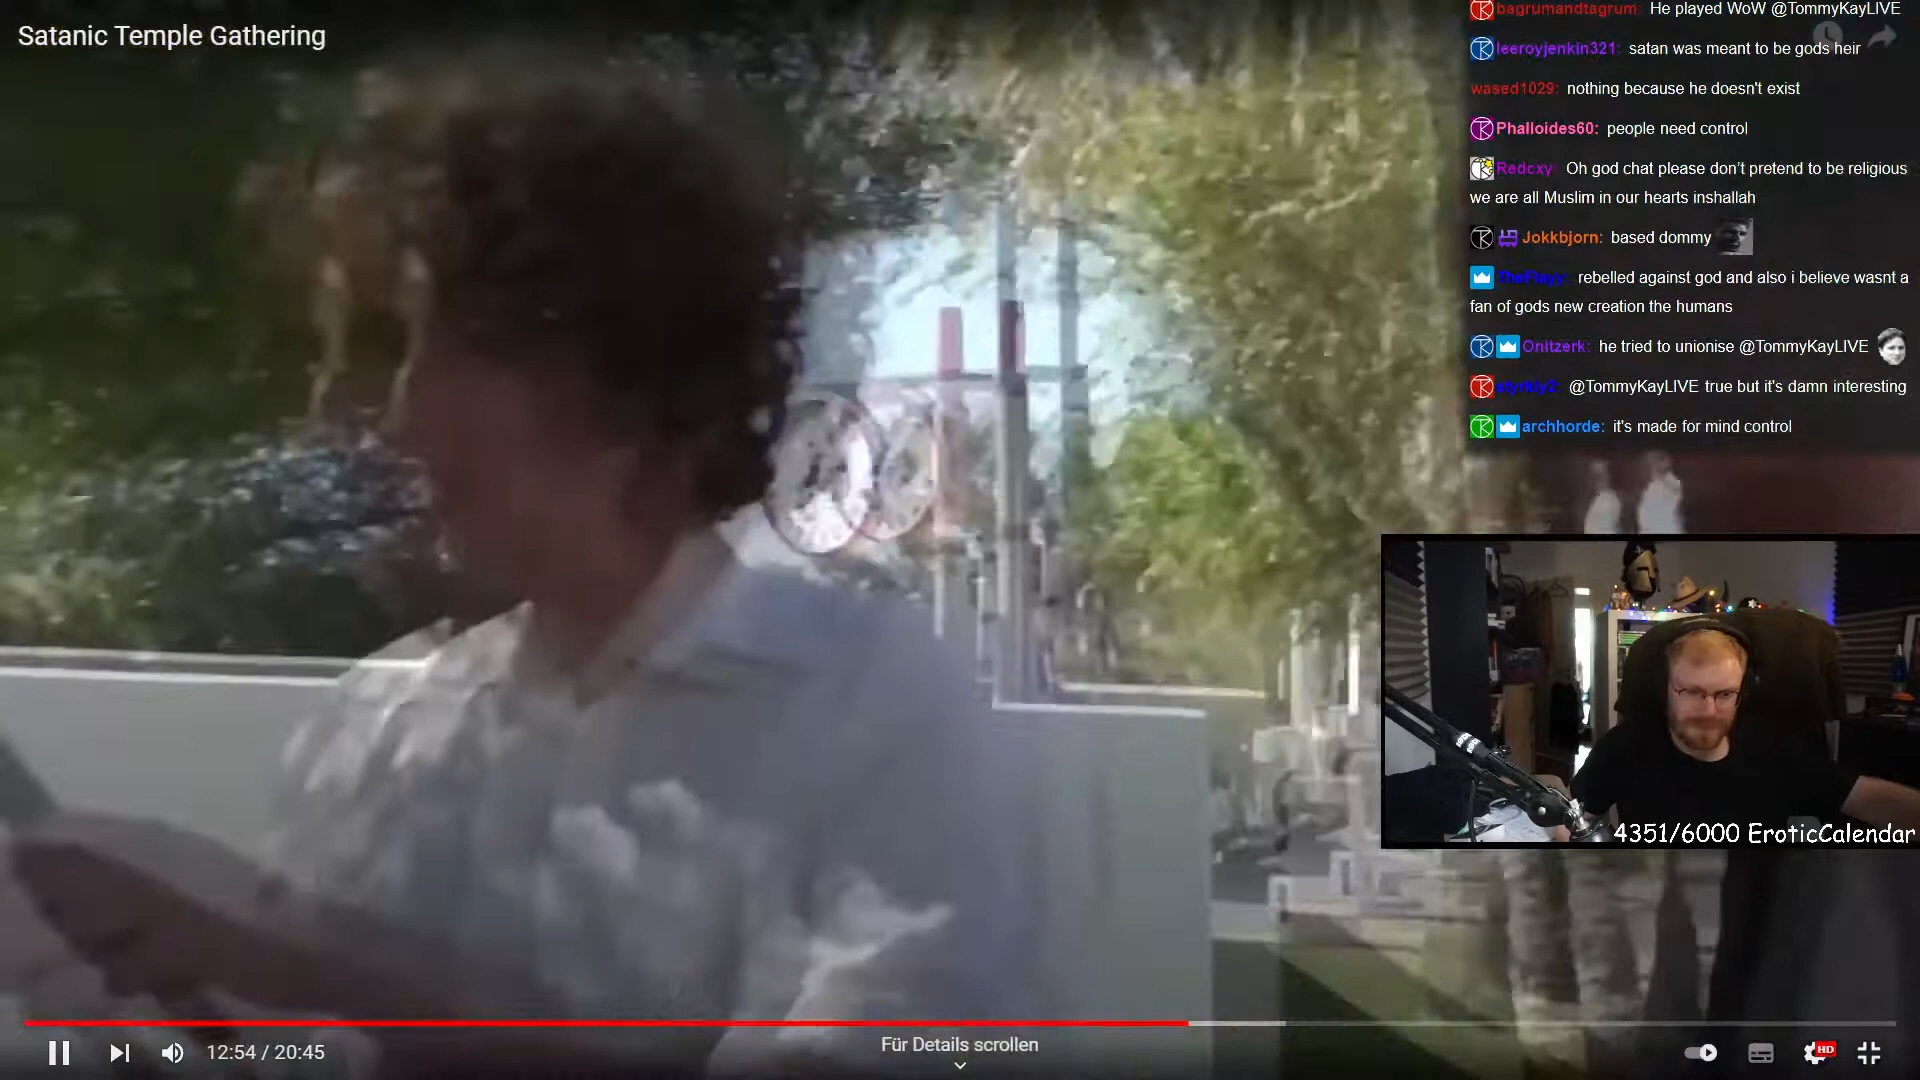 Satanic Temple Gathering
bagrumandtagrum: He played WoW @TommyKayLIVE
leeroyjenkin321: satan was meant to be gods heir
wased1029: nothing because he doesn't exist
Phalloides60: people need control
Redcxy: Oh god chat please don't pretend to be religious
we are all Muslim in our hearts inshallah
Jokkbjorn: based dommy
rebelled against god and also i believe wasnt a
fan of gods new creation the humans
Onitzerk: he tried to unionise @TommyKayLIVE
@TommyKayLIVE true but it's damn interesting
archhorde: it's made for mind control
4351/6000 EroticCalendar
Für Details scrollen
12:54 / 20:45
HD